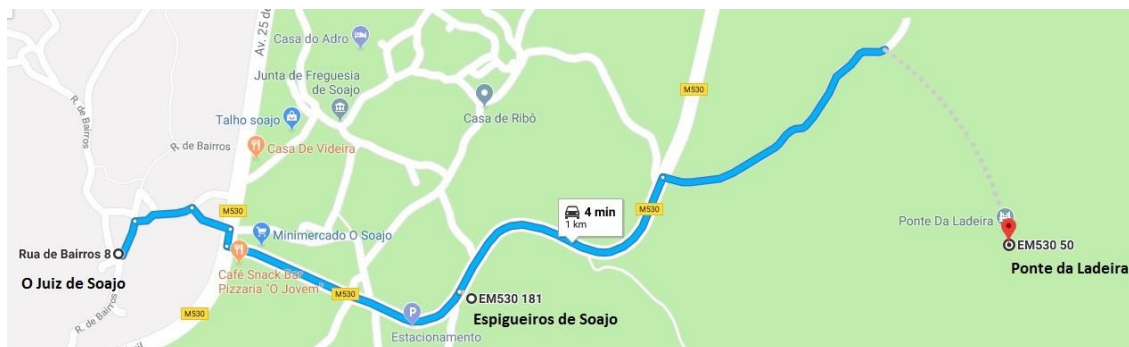 Av. 25 de
Casa do Adro
Junta de Freguesia
de Soajo
Talho soajo
Casa De Videira
R. de Bairros
R. de Bairros
M530
Casa de Ribô
M530
4 min
1 km
M530
Ponte Da Ladeira
Rua de Bairros 8
O Juiz de Soajo
Minimercado O Soajo
Café Snack Bar
Pizzaria "O Jovem"
M530
R. de Bairros
Estacionamento
EM530 181
Espigueiros de Soajo
EM530 50
Ponte da Ladeira